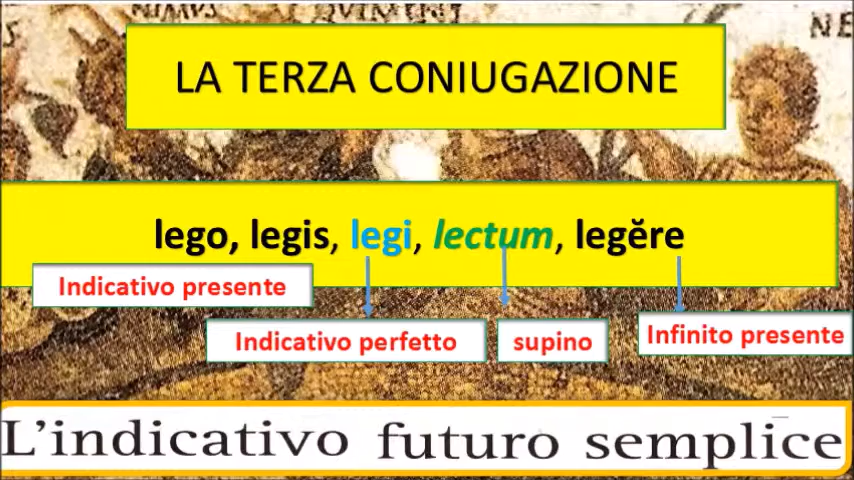 LA TERZA CONIUGAZIONE
lego, legis, legi, lectum, legĕre
Indicativo presente
Indicativo perfetto
supino
Infinito presente
L'indicativo futuro semplice